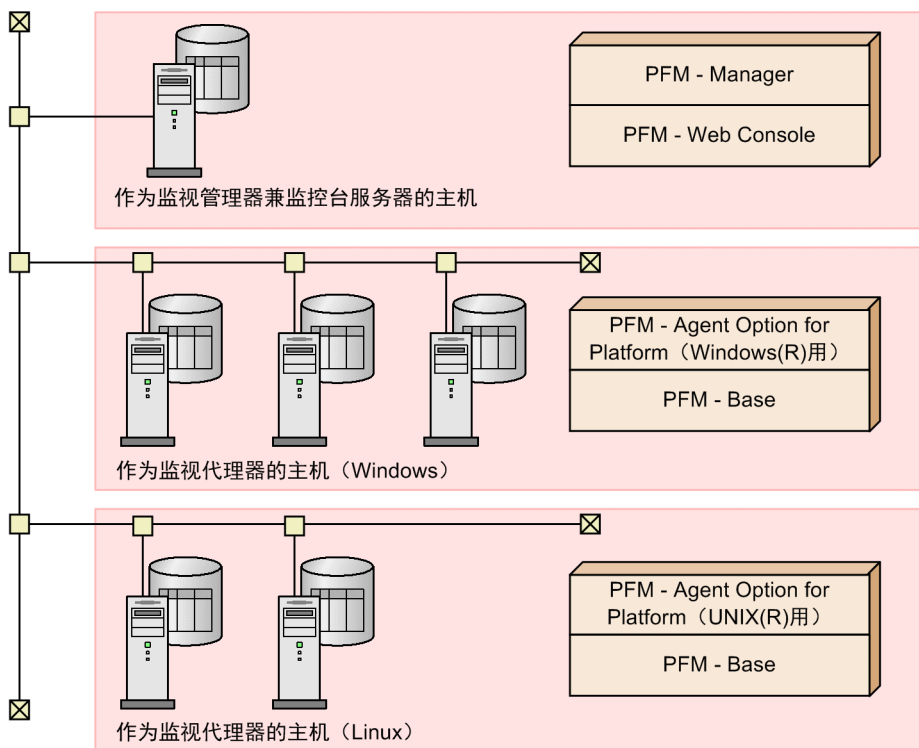 PFM - Manager
PFM - Web Console
作为监视管理器兼监控台服务器的主机
PFM - Agent Option for
Platform（Windows(R)用）
PFM - Base
作为监视代理器的主机（Windows）
PFM - Agent Option for
Platform（UNIX(R)用）
PFM - Base
作为监视代理器的主机（Linux）